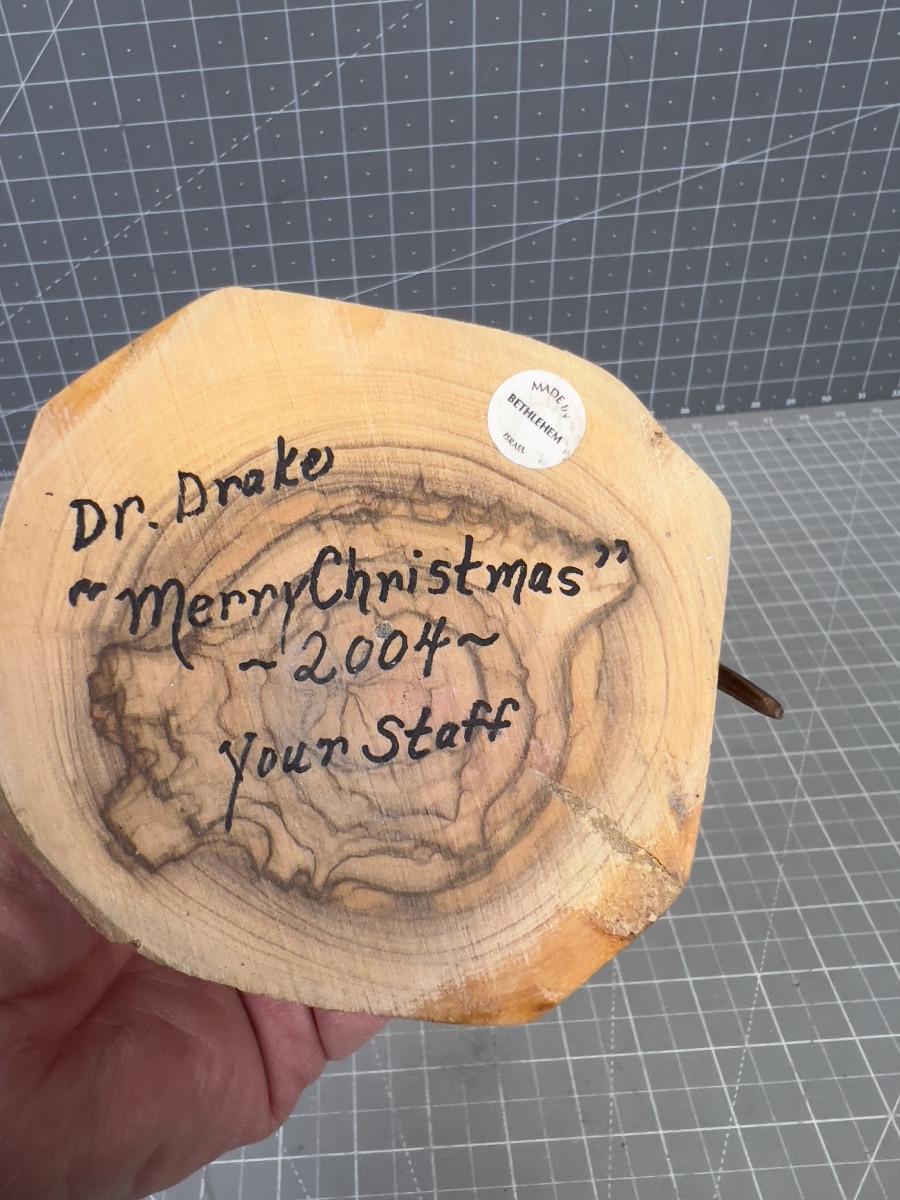 Dr. Drake
"Merry Christmas"
~2004~
Your Staff
MADE by
BETHLEHEM
ISRAEL